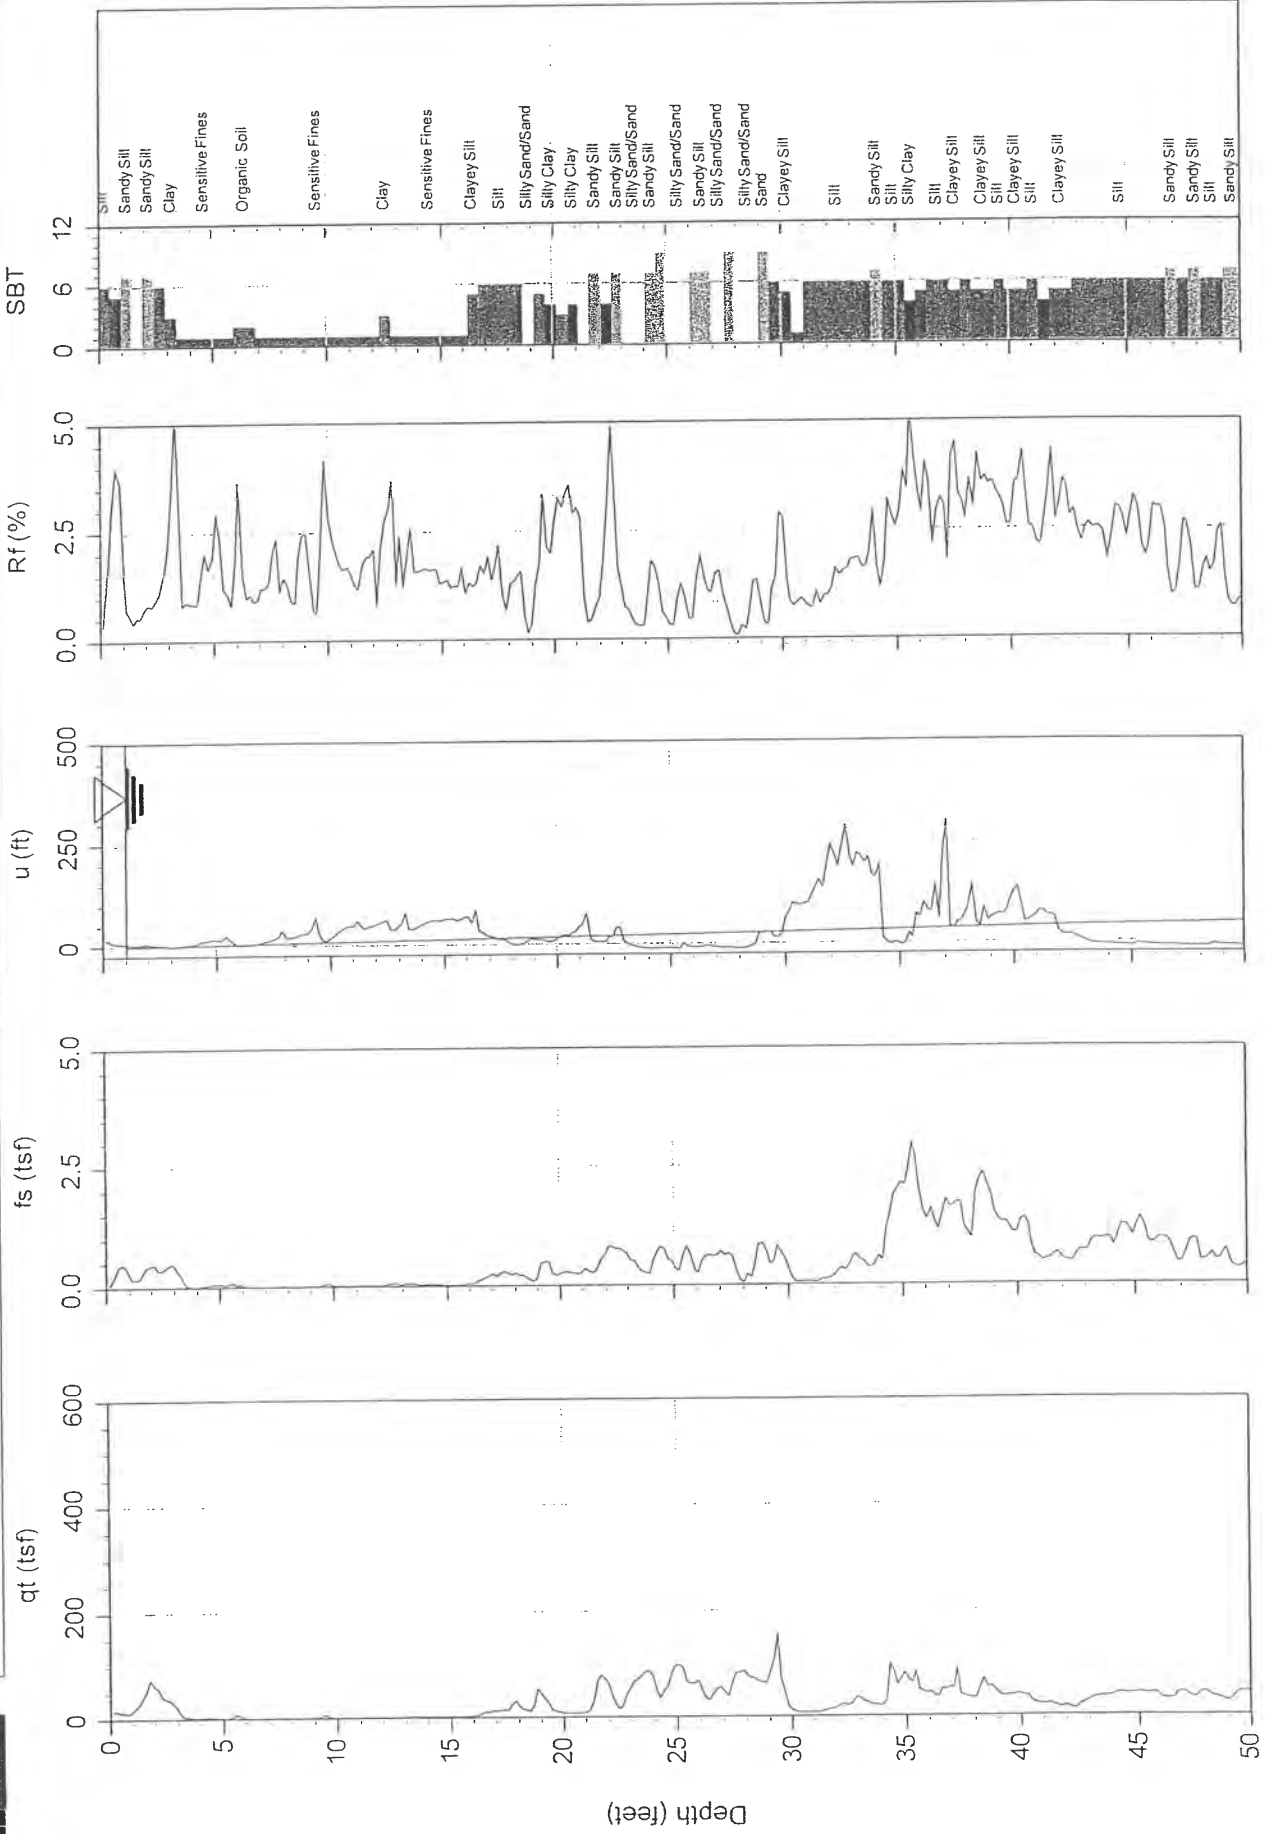 SBT
0 6 12
Silt
Sandy Silt
Sandy Silt
Clay
Sensitive Fines
Organic Soil
Sensitive Fines
Clay
Sensitive Fines
Clayey Silt
Silt
Silty Sand/Sand
Silty Clay
Silty Clay
Sandy Silt
Sandy Silt
Silty Sand/Sand
Sandy Silt
Silty Sand/Sand
Sandy Silt
Silty Sand/Sand
Silty Sand/Sand
Sand
Clayey Silt
Silt
Sandy Silt
Silt
Silty Clay
Silt
Clayey Silt
Clayey Silt
Silt
Clayey Silt
Silt
Clayey Silt
Silt
Sandy Silt
Sandy Silt
Silt
Sandy Silt
Rf (%)
0.0 2.5 5.0
u (ft)
0 250 500
fs (tsf)
0.0 2.5 5.0
qt (tsf)
0 200 400 600
0
5
10
15
20
25
30
35
40
45
50
Depth (feet)